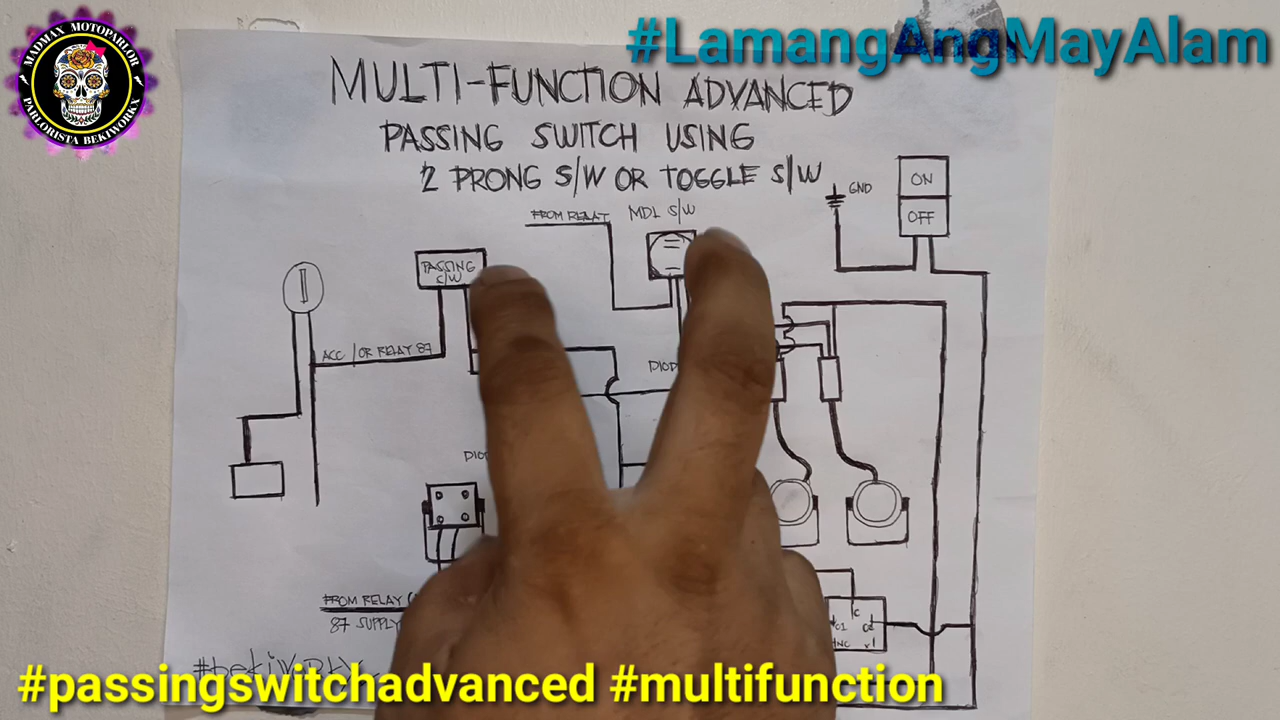 MADMAX MOTOPARLOR
PARLORISTA BEKIWORKX
#LamangAngMayAlam
MULTI-FUNCTION ADVANCED
PASSING SWITCH USING
2 PRONG S/W OR TOGGLE S/W
FROM RELAY
MDL S/W
GND
ON
OFF
PASSING
S/W
ACC / OR RELAY 87
FROM RELAY
87 SUPPLY
#passingswitchadvanced #multifunction